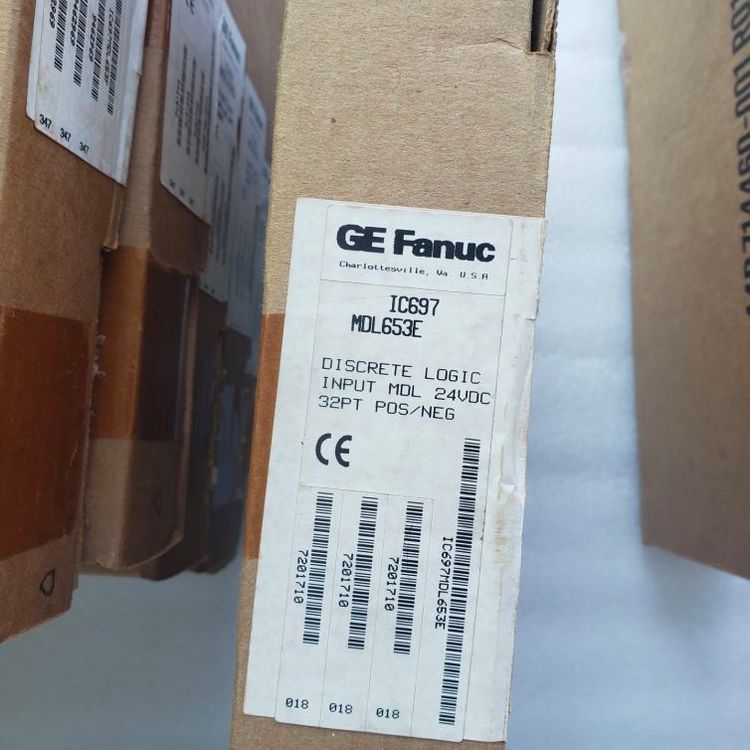 GE Fanuc
Charlottesville, Va. U.S.A
IC697
MDL653E
DISCRETE LOGIC
INPUT MDL 24VDC
32PT POS/NEG
CE
7201710
7201710
7201710
IC697MDL653E
018
018
018
347
347
347